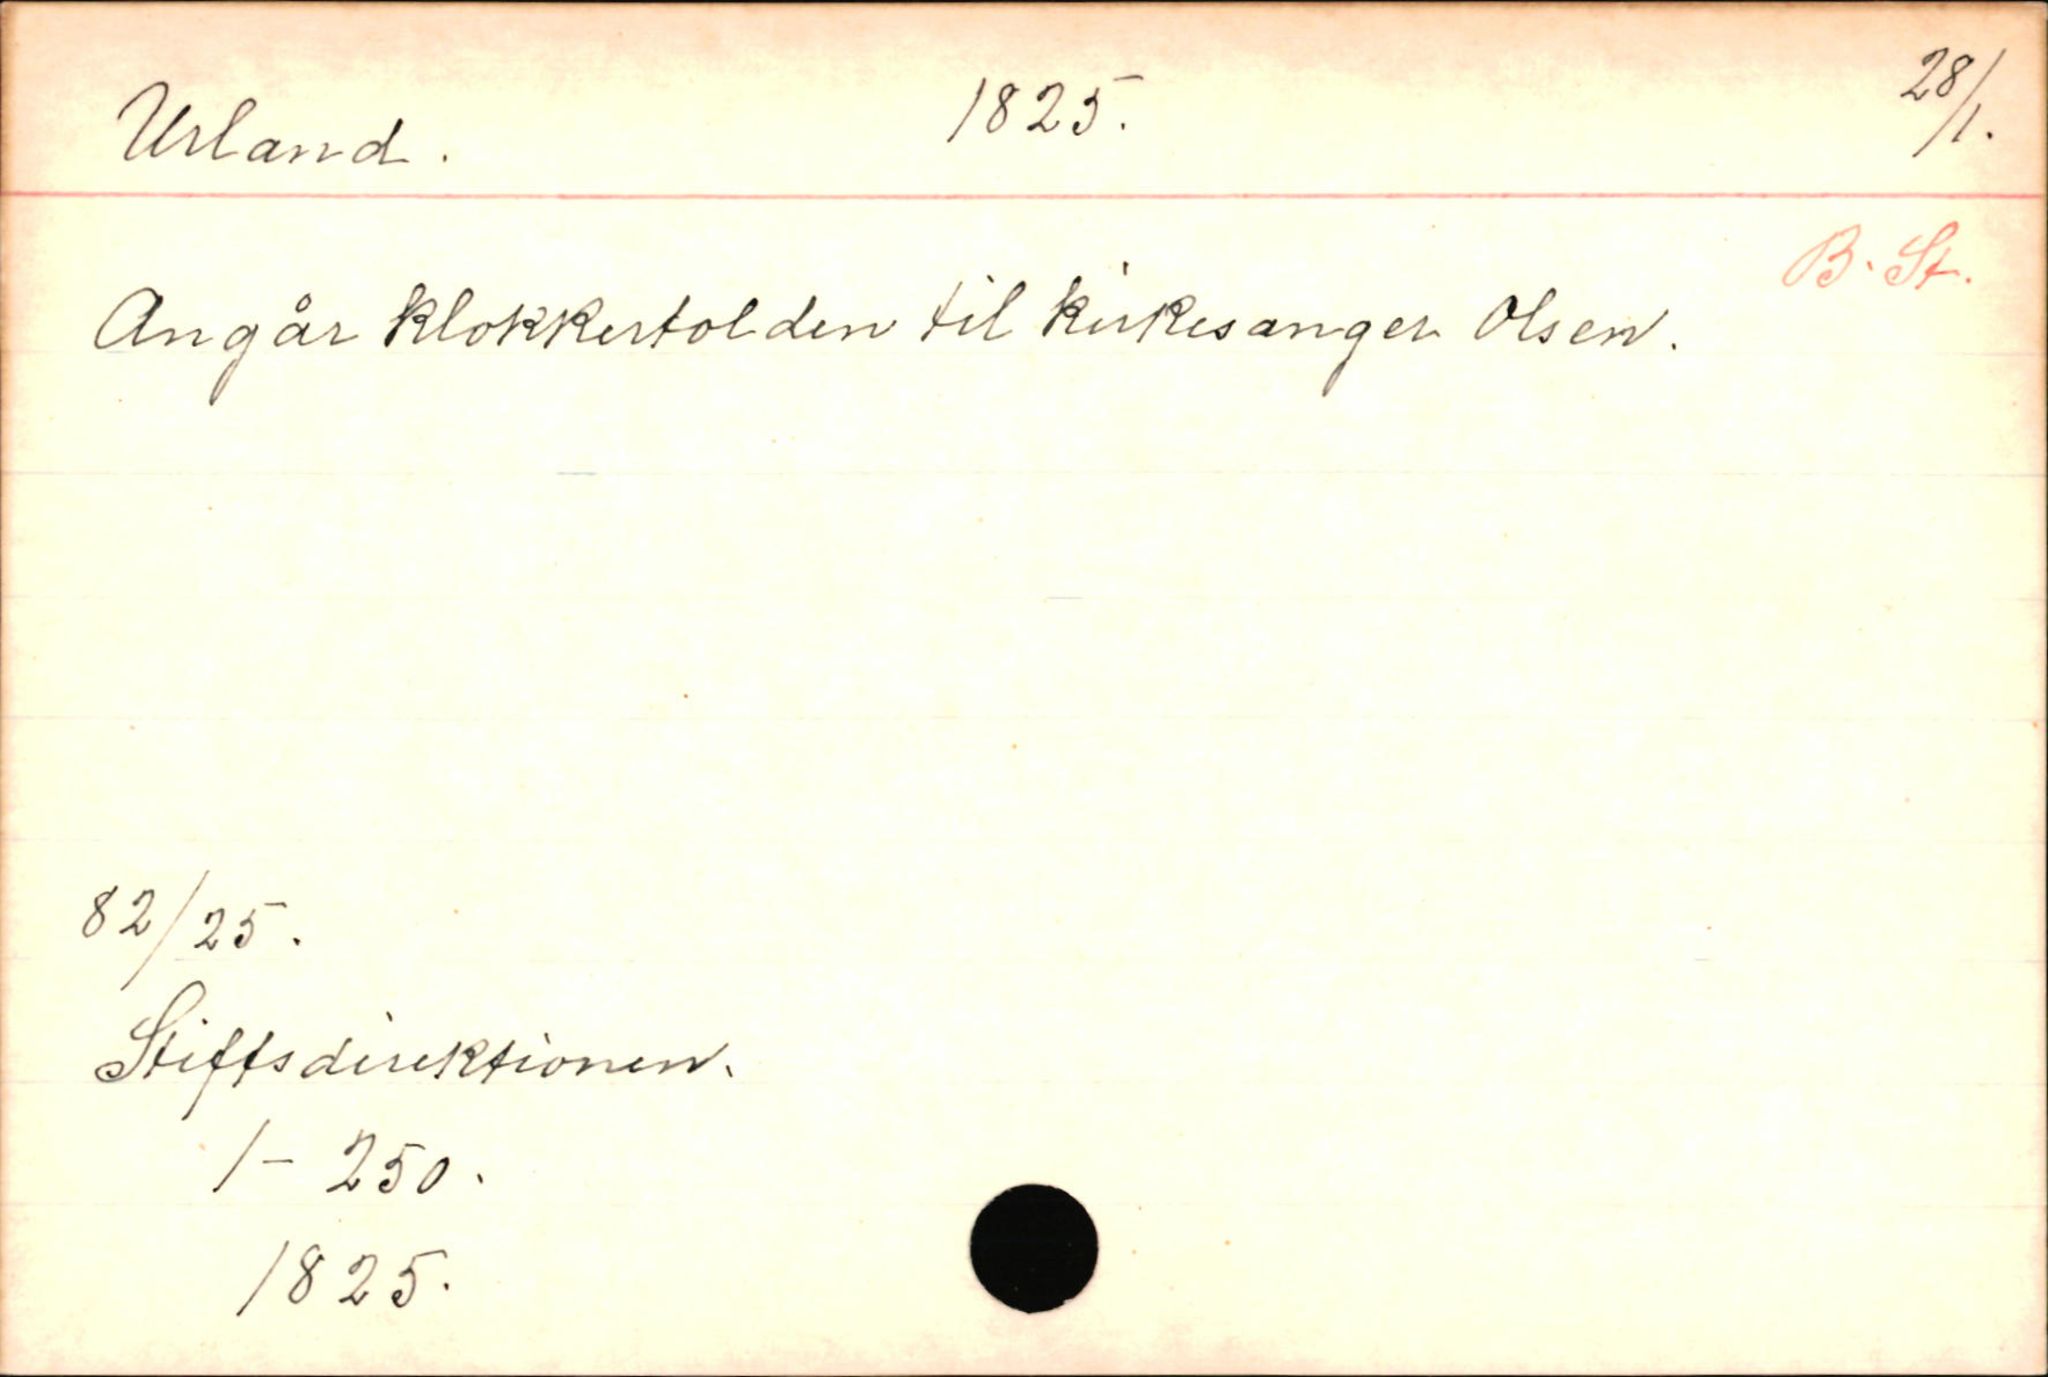 Urland. 1825. 28/1.
B. St.
Angår klokkertolden til kirkesanger Olsen.
82/25.
Stiftsdirektionen.
1-250.
1825.